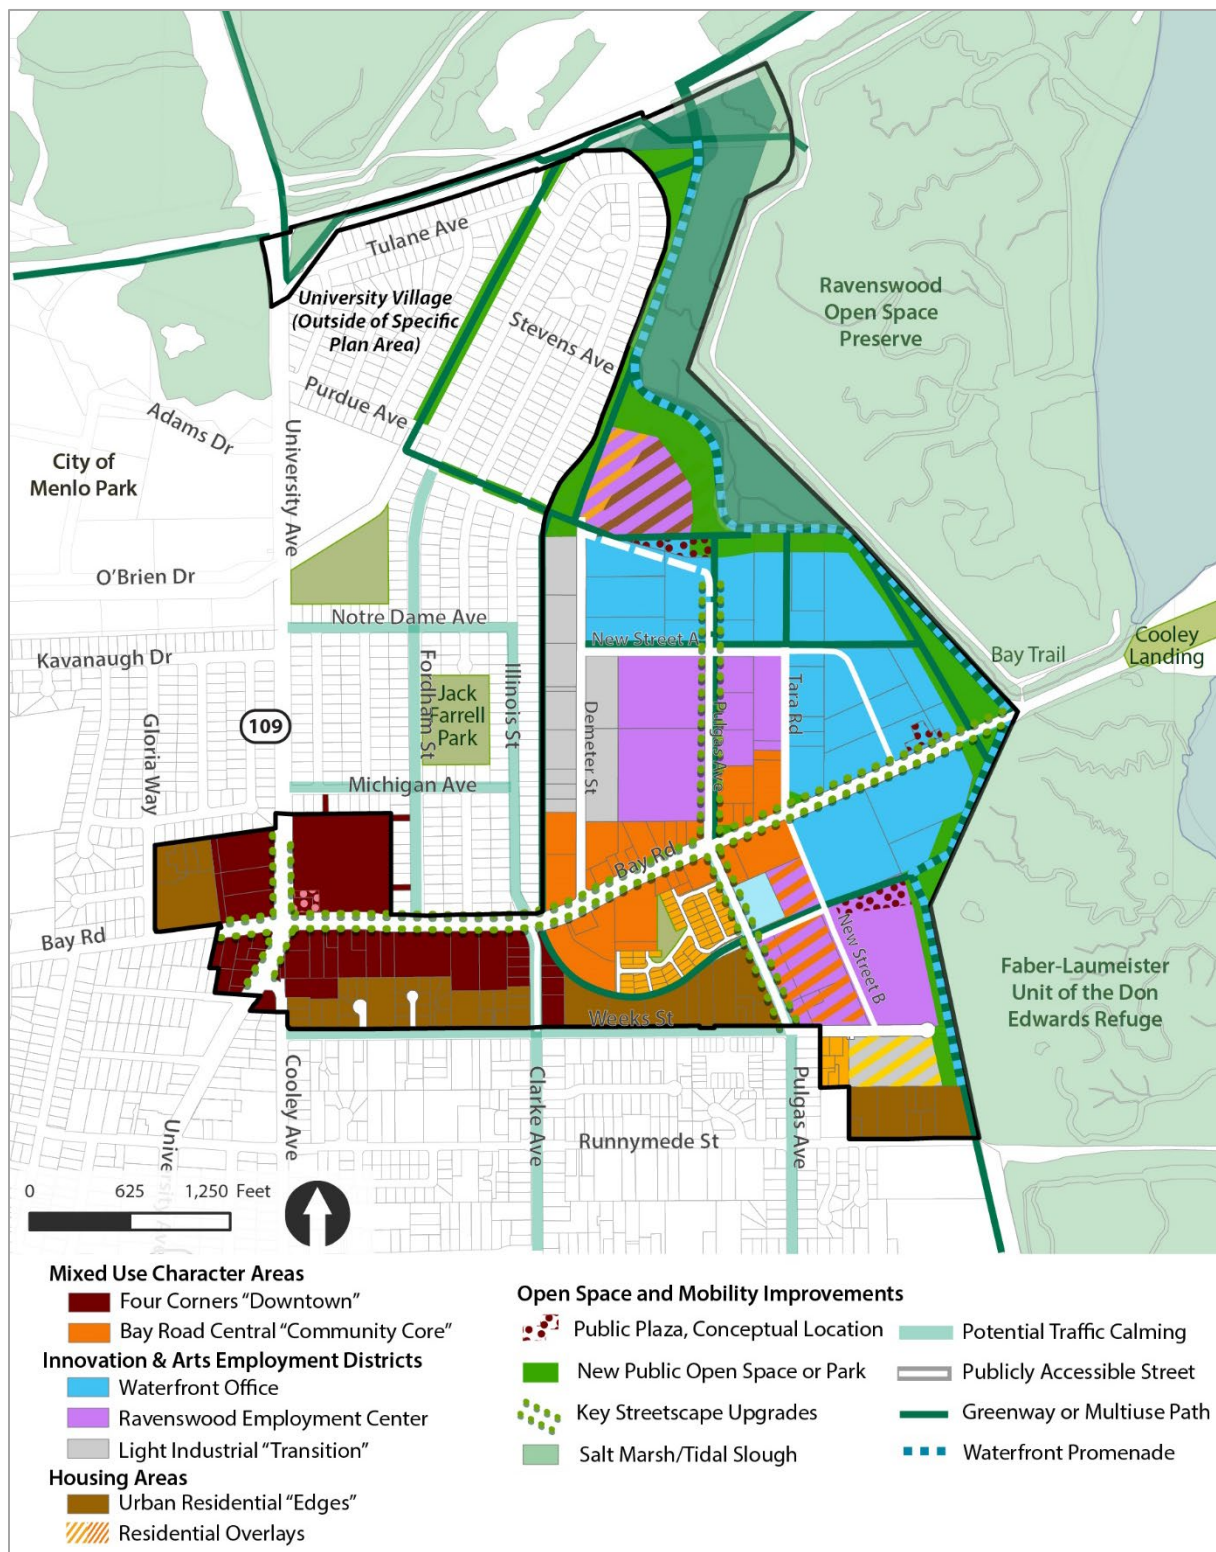 Tulane Ave
University Village
(Outside of Specific
Plan Area)
Stevens Ave
Ravenswood
Open Space
Preserve
Purdue Ave
Adams Dr
University Ave
City of
Menlo Park
O'Brien Dr
Notre Dame Ave
New Street A
Kavanaugh Dr
Bay Trail
Cooley
Landing
Fordham St
Illinois St
Jack
Farrell
Park
Demeter St
Pulgas Ave
Tara Rd
Gloria Way
109
Michigan Ave
Bay Rd
Bay Rd
New Street B
Faber-Laumeister
Unit of the Don
Edwards Refuge
Weeks St
Cooley Ave
Clarke Ave
Pulgas Ave
University Ave
Runnymede St
0 625 1,250 Feet
Mixed Use Character Areas
Four Corners "Downtown"
Bay Road Central "Community Core"
Innovation & Arts Employment Districts
Waterfront Office
Ravenswood Employment Center
Light Industrial "Transition"
Housing Areas
Urban Residential "Edges"
Residential Overlays
Open Space and Mobility Improvements
Public Plaza, Conceptual Location
New Public Open Space or Park
Key Streetscape Upgrades
Salt Marsh/Tidal Slough
Potential Traffic Calming
Publicly Accessible Street
Greenway or Multiuse Path
Waterfront Promenade